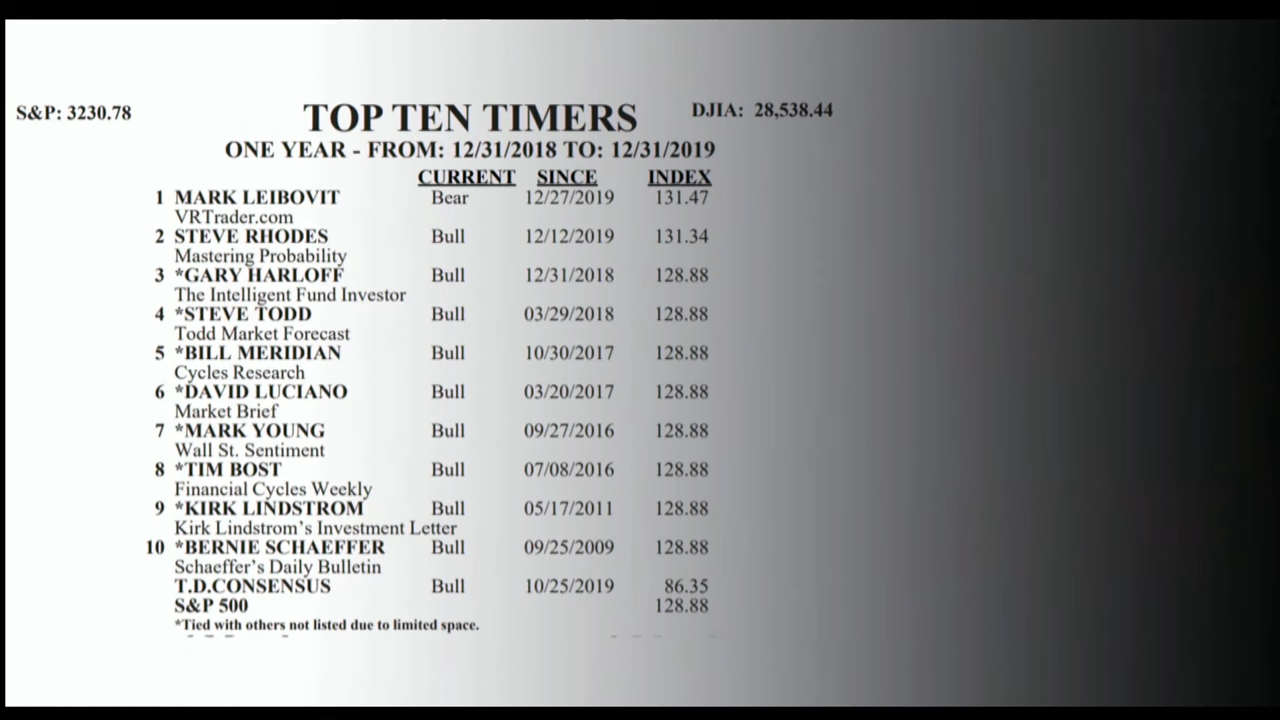 S&P: 3230.78 TOP TEN TIMERS DJIA: 28,538.44
ONE YEAR - FROM: 12/31/2018 TO: 12/31/2019
CURRENT SINCE INDEX
1 MARK LEIBOVIT Bear 12/27/2019 131.47
VRTrader.com
2 STEVE RHODES Bull 12/12/2019 131.34
Mastering Probability
3 *GARY HARLOFF Bull 12/31/2018 128.88
The Intelligent Fund Investor
4 *STEVE TODD Bull 03/29/2018 128.88
Todd Market Forecast
5 *BILL MERIDIAN Bull 10/30/2017 128.88
Cycles Research
6 *DAVID LUCIANO Bull 03/20/2017 128.88
Market Brief
7 *MARK YOUNG Bull 09/27/2016 128.88
Wall St. Sentiment
8 *TIM BOST Bull 07/08/2016 128.88
Financial Cycles Weekly
9 *KIRK LINDSTROM Bull 05/17/2011 128.88
Kirk Lindstrom's Investment Letter
10 *BERNIE SCHAEFFER Bull 09/25/2009 128.88
Schaeffer's Daily Bulletin
T.D.CONSENSUS Bull 10/25/2019 86.35
S&P 500 128.88
*Tied with others not listed due to limited space.